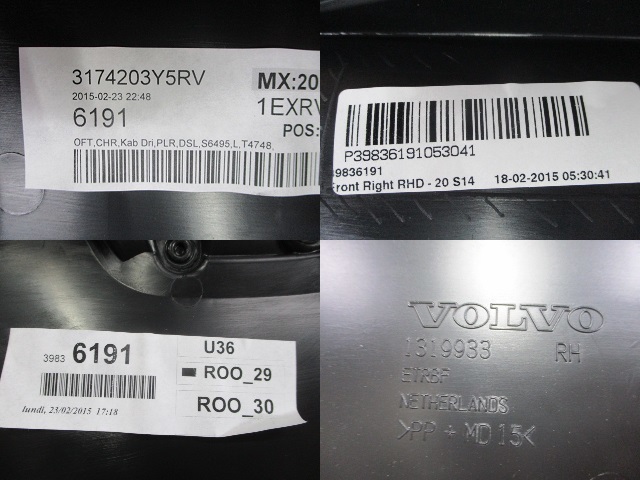 3174203Y5RV
2015-02-23 22:48
6191
OFT,CHR,Kab Dri,PLR,DSL,S6495,L,T4748,
MX:20
1EXRV
POS:
P39836191053041
39836191
Front Right RHD - 20 S14 18-02-2015 05:30:41
3983 6191
lundi, 23/02/2015 17:18
U36
ROO_29
ROO_30
VOLVO
1319933 RH
NETHERLANDS
>PP + MD 15<